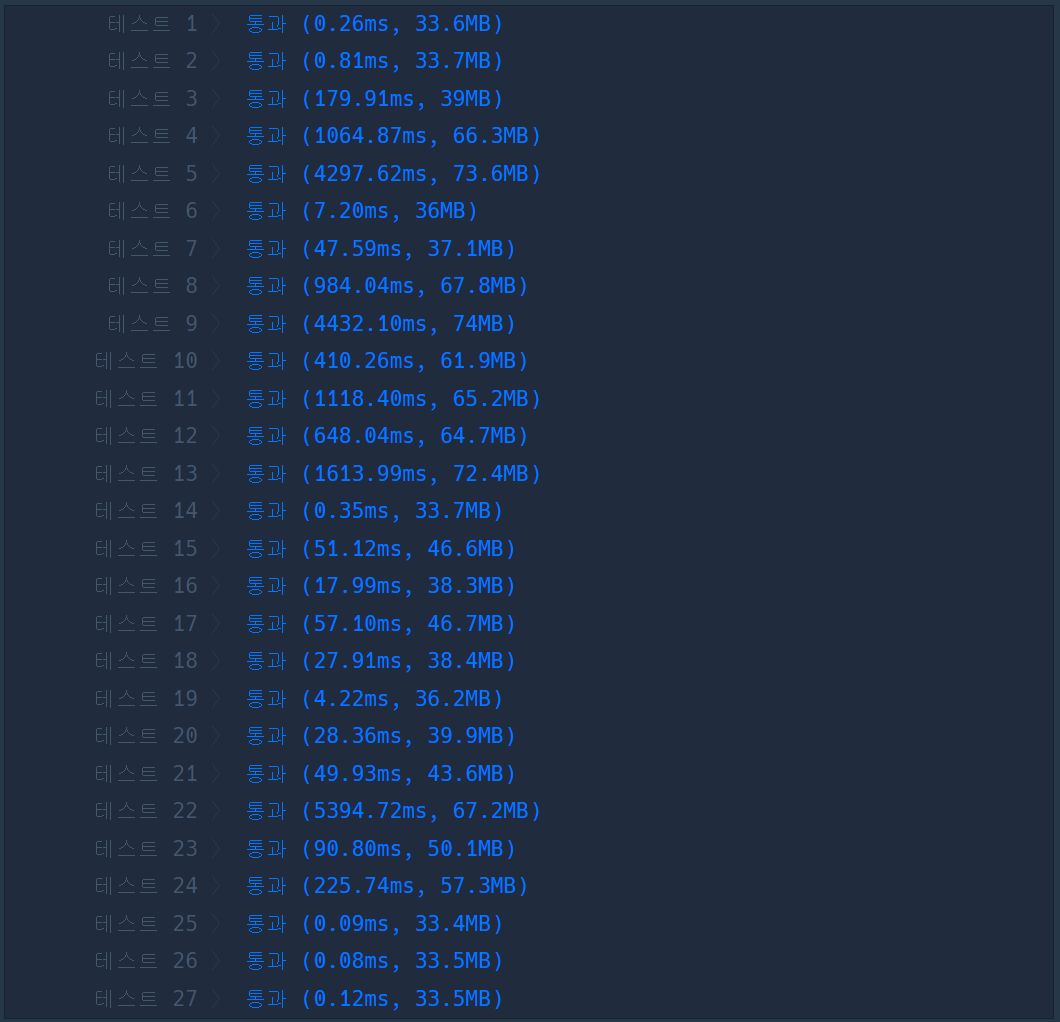 테스트 1 〉 통과 (0.26ms, 33.6MB)
테스트 2 〉 통과 (0.81ms, 33.7MB)
테스트 3 〉 통과 (179.91ms, 39MB)
테스트 4 〉 통과 (1064.87ms, 66.3MB)
테스트 5 〉 통과 (4297.62ms, 73.6MB)
테스트 6 〉 통과 (7.20ms, 36MB)
테스트 7 〉 통과 (47.59ms, 37.1MB)
테스트 8 〉 통과 (984.04ms, 67.8MB)
테스트 9 〉 통과 (4432.10ms, 74MB)
테스트 10 〉 통과 (410.26ms, 61.9MB)
테스트 11 〉 통과 (1118.40ms, 65.2MB)
테스트 12 〉 통과 (648.04ms, 64.7MB)
테스트 13 〉 통과 (1613.99ms, 72.4MB)
테스트 14 〉 통과 (0.35ms, 33.7MB)
테스트 15 〉 통과 (51.12ms, 46.6MB)
테스트 16 〉 통과 (17.99ms, 38.3MB)
테스트 17 〉 통과 (57.10ms, 46.7MB)
테스트 18 〉 통과 (27.91ms, 38.4MB)
테스트 19 〉 통과 (4.22ms, 36.2MB)
테스트 20 〉 통과 (28.36ms, 39.9MB)
테스트 21 〉 통과 (49.93ms, 43.6MB)
테스트 22 〉 통과 (5394.72ms, 67.2MB)
테스트 23 〉 통과 (90.80ms, 50.1MB)
테스트 24 〉 통과 (225.74ms, 57.3MB)
테스트 25 〉 통과 (0.09ms, 33.4MB)
테스트 26 〉 통과 (0.08ms, 33.5MB)
테스트 27 〉 통과 (0.12ms, 33.5MB)